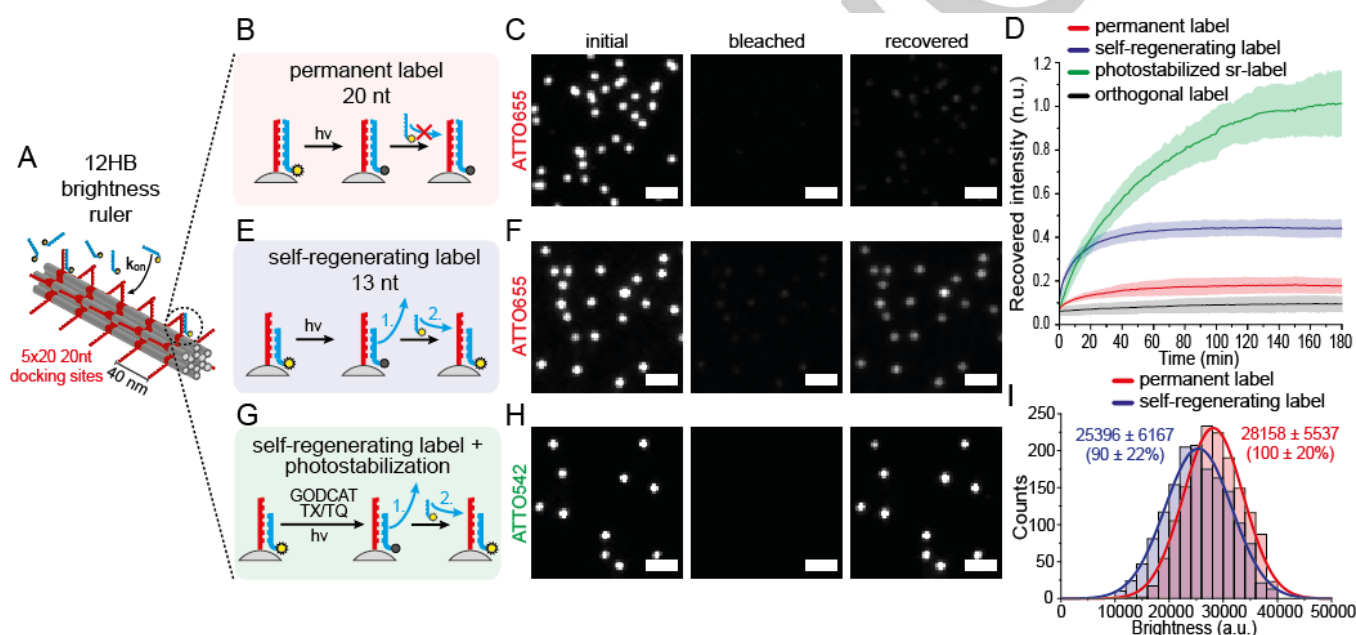 A
12HB
brightness
ruler
kon
5x20 20nt
docking sites
40 nm
B
permanent label
20 nt
hν
C
initial
bleached
recovered
ATTO655
D
permanent label
self-regenerating label
photostabilized sr-label
orthogonal label
Recovered intensity (n.u.)
1.2
1.0
0.8
0.6
0.4
0.2
0.0
0 20 40 60 80 100 120 140 160 180
Time (min)
E
self-regenerating label
13 nt
hν
1.
2.
F
ATTO655
G
self-regenerating label +
photostabilization
GODCAT
TX/TQ
hν
1.
2.
H
ATTO542
I
permanent label
self-regenerating label
25396 ± 6167
(90 ± 22%)
28158 ± 5537
(100 ± 20%)
Counts
250
200
150
100
50
0
0 10000 20000 30000 40000 50000
Brightness (a.u.)